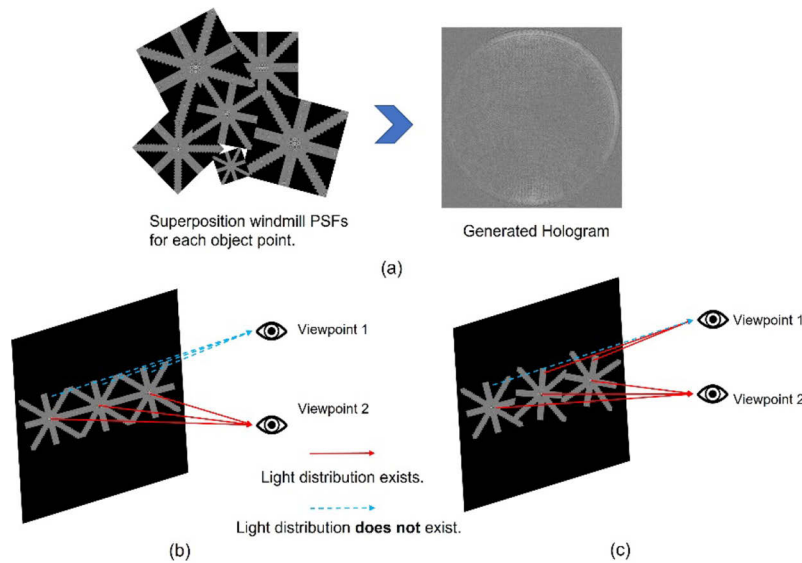 Superposition windmill PSFs
for each object point.
Generated Hologram
(a)
Viewpoint 1
Viewpoint 2
Light distribution exists.
Light distribution does not exist.
(b)
Viewpoint 1
Viewpoint 2
(c)